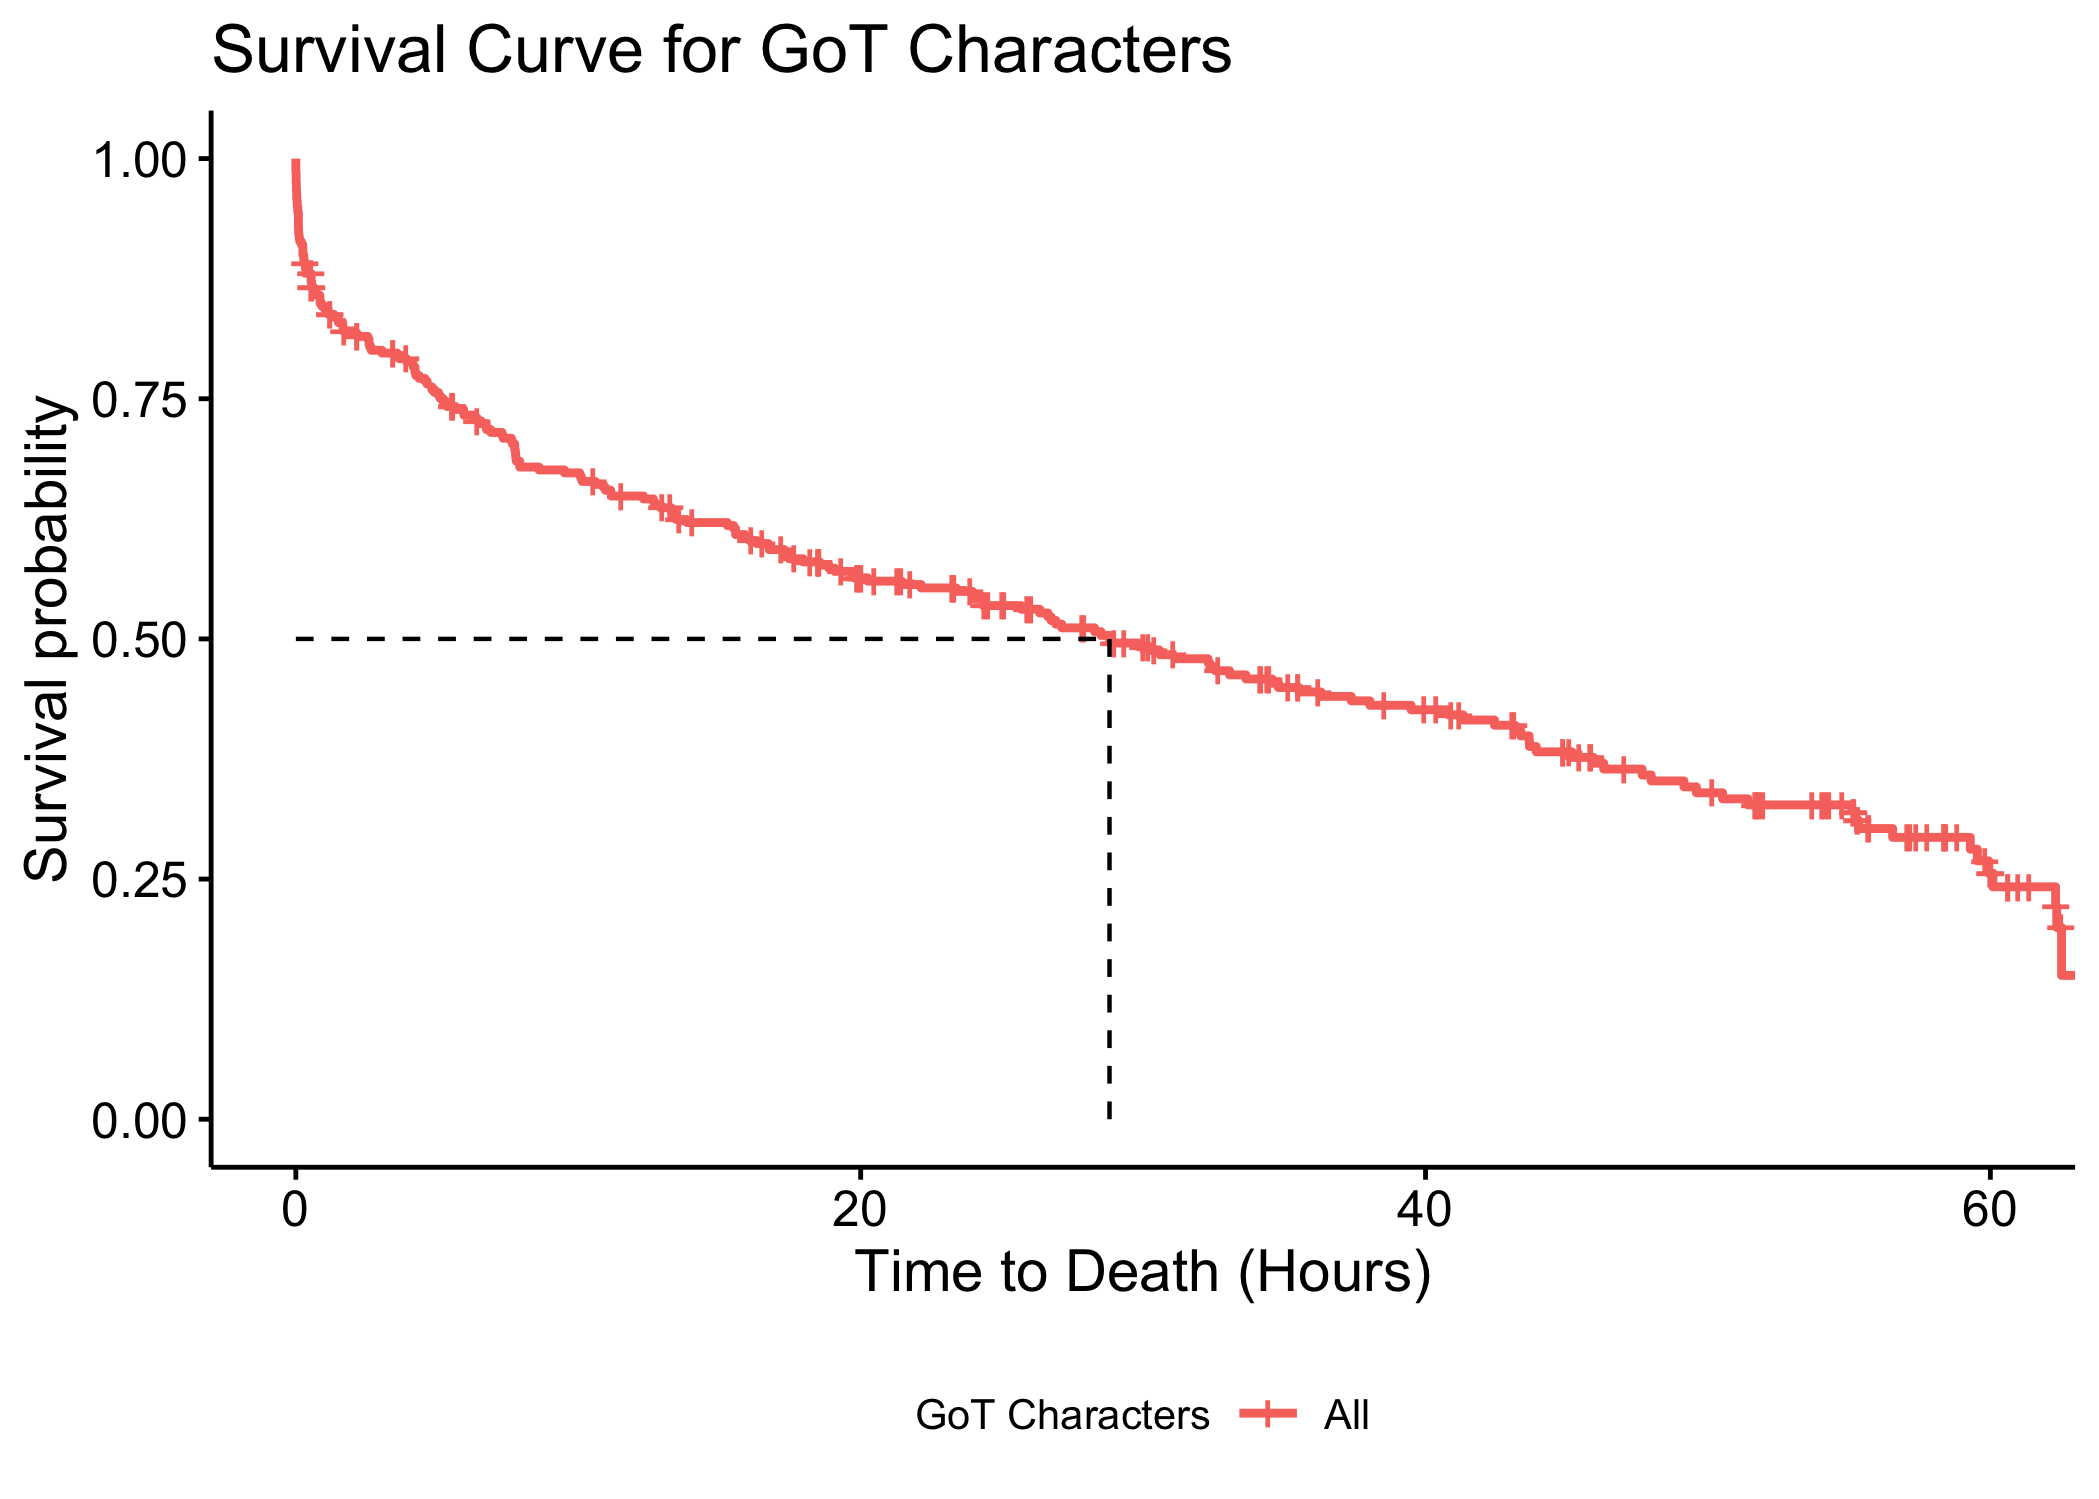 Survival Curve for GoT Characters
Survival probability
1.00
0.75
0.50
0.25
0.00
0 20 40 60
Time to Death (Hours)
GoT Characters All